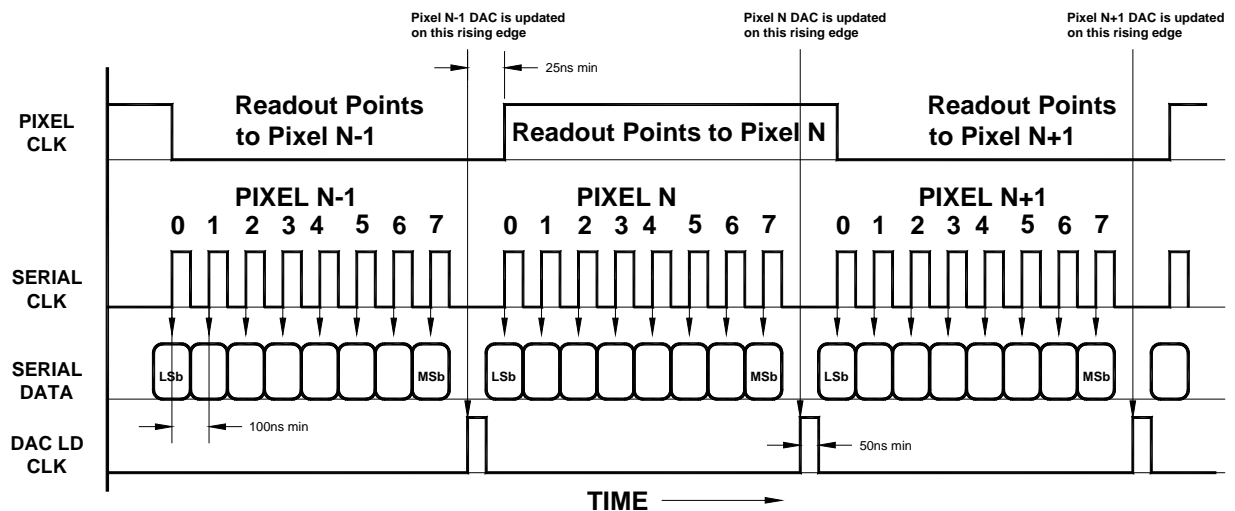 Pixel N-1 DAC is updated
on this rising edge
Pixel N DAC is updated
on this rising edge
Pixel N+1 DAC is updated
on this rising edge
25ns min
PIXEL
CLK
Readout Points
to Pixel N-1
Readout Points to Pixel N
Readout Points
to Pixel N+1
PIXEL N-1
PIXEL N
PIXEL N+1
0 1 2 3 4 5 6 7
0 1 2 3 4 5 6 7
0 1 2 3 4 5 6 7
SERIAL
CLK
SERIAL
DATA
LSb
MSb
LSb
MSb
LSb
MSb
100ns min
50ns min
DAC LD
CLK
TIME